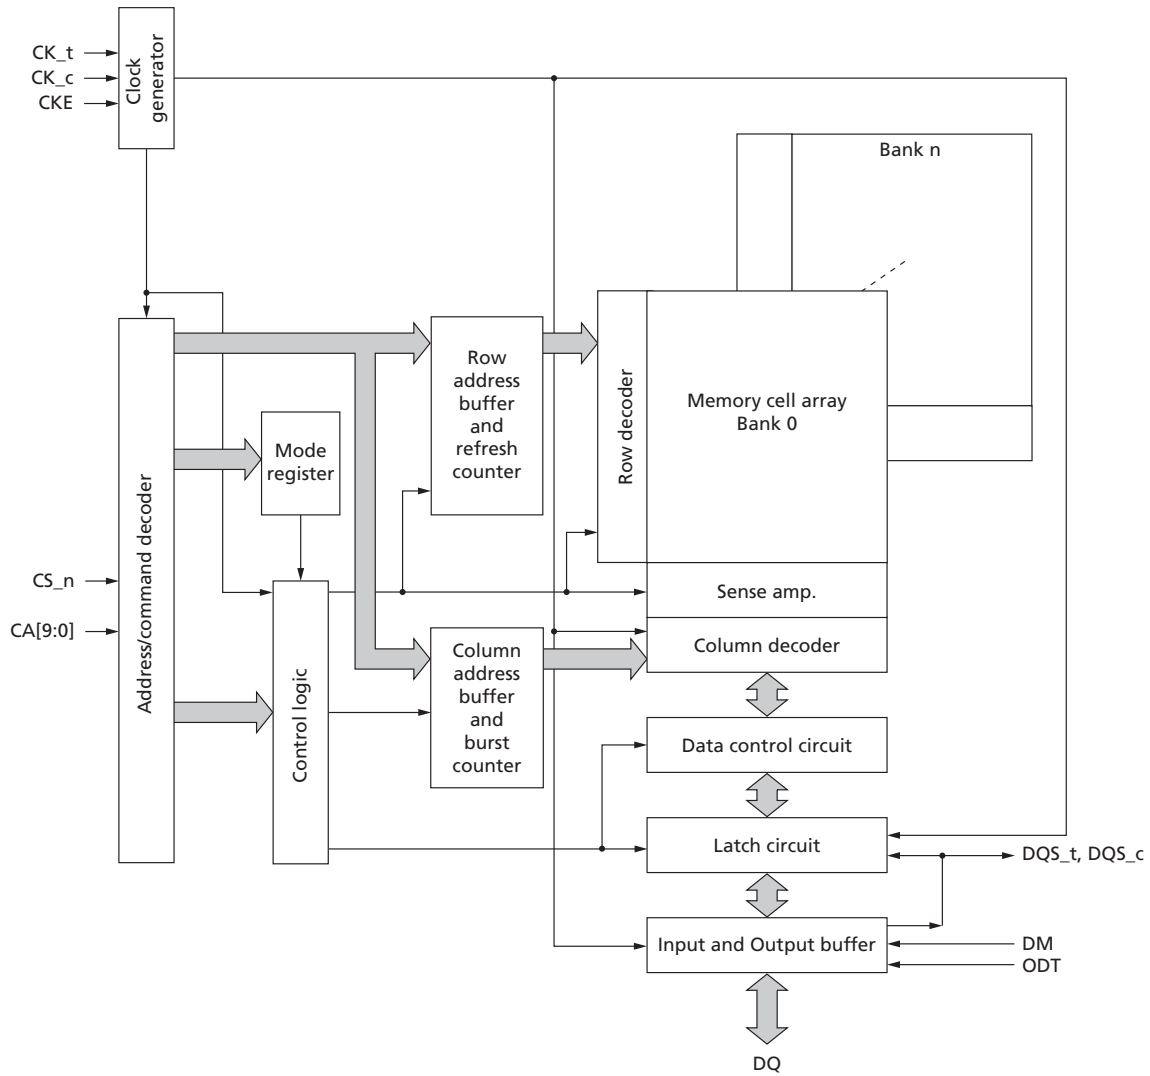 CK_t
CK_c
CKE
Clock
generator
Bank n
Row
address
buffer
and
refresh
counter
Row decoder
Memory cell array
Bank 0
Mode
register
Address/command decoder
CS_n
CA[9:0]
Sense amp.
Column decoder
Control logic
Column
address
buffer
and
burst
counter
Data control circuit
Latch circuit
DQS_t, DQS_c
Input and Output buffer
DM
ODT
DQ